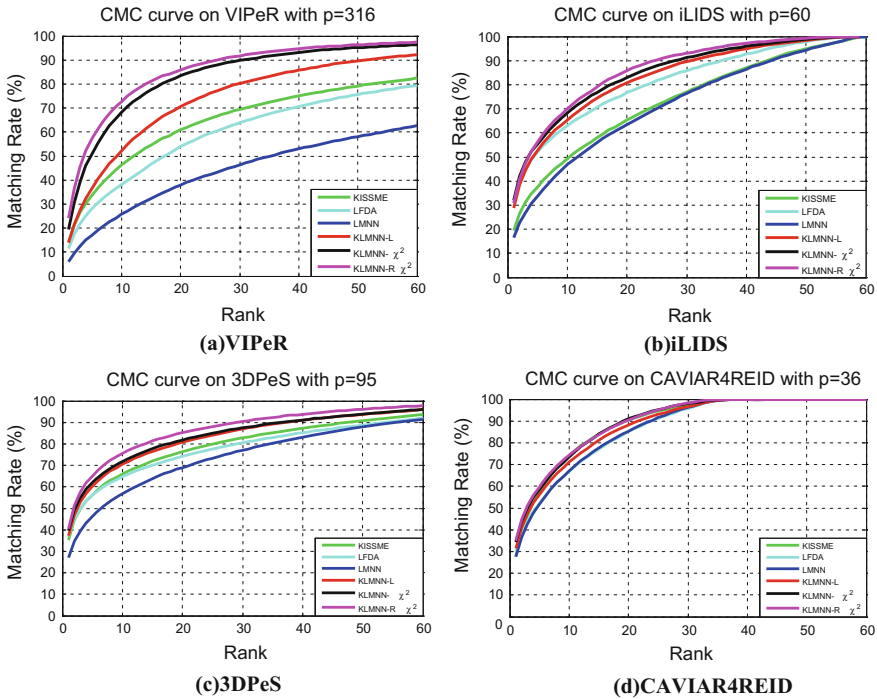 CMC curve on VIPeR with p=316
Matching Rate (%)
100
90
80
70
60
50
40
30
20
10
0
KISSME
LFDA
LMNN
KLMNN-L
KLMNN- χ2
KLMNN-R χ2
0 10 20 30 40 50 60
Rank
(a)VIPeR
CMC curve on iLIDS with p=60
Matching Rate (%)
100
90
80
70
60
50
40
30
20
10
0
KISSME
LFDA
LMNN
KLMNN-L
KLMNN- χ2
KLMNN-R χ2
0 10 20 30 40 50 60
Rank
(b)iLIDS
CMC curve on 3DPeS with p=95
Matching Rate (%)
100
90
80
70
60
50
40
30
20
10
0
KISSME
LFDA
LMNN
KLMNN-L
KLMNN- χ2
KLMNN-R χ2
0 10 20 30 40 50 60
Rank
(c)3DPeS
CMC curve on CAVIAR4REID with p=36
Matching Rate (%)
100
90
80
70
60
50
40
30
20
10
0
KISSME
LFDA
LMNN
KLMNN-L
KLMNN- χ2
KLMNN-R χ2
0 10 20 30 40 50 60
Rank
(d)CAVIAR4REID